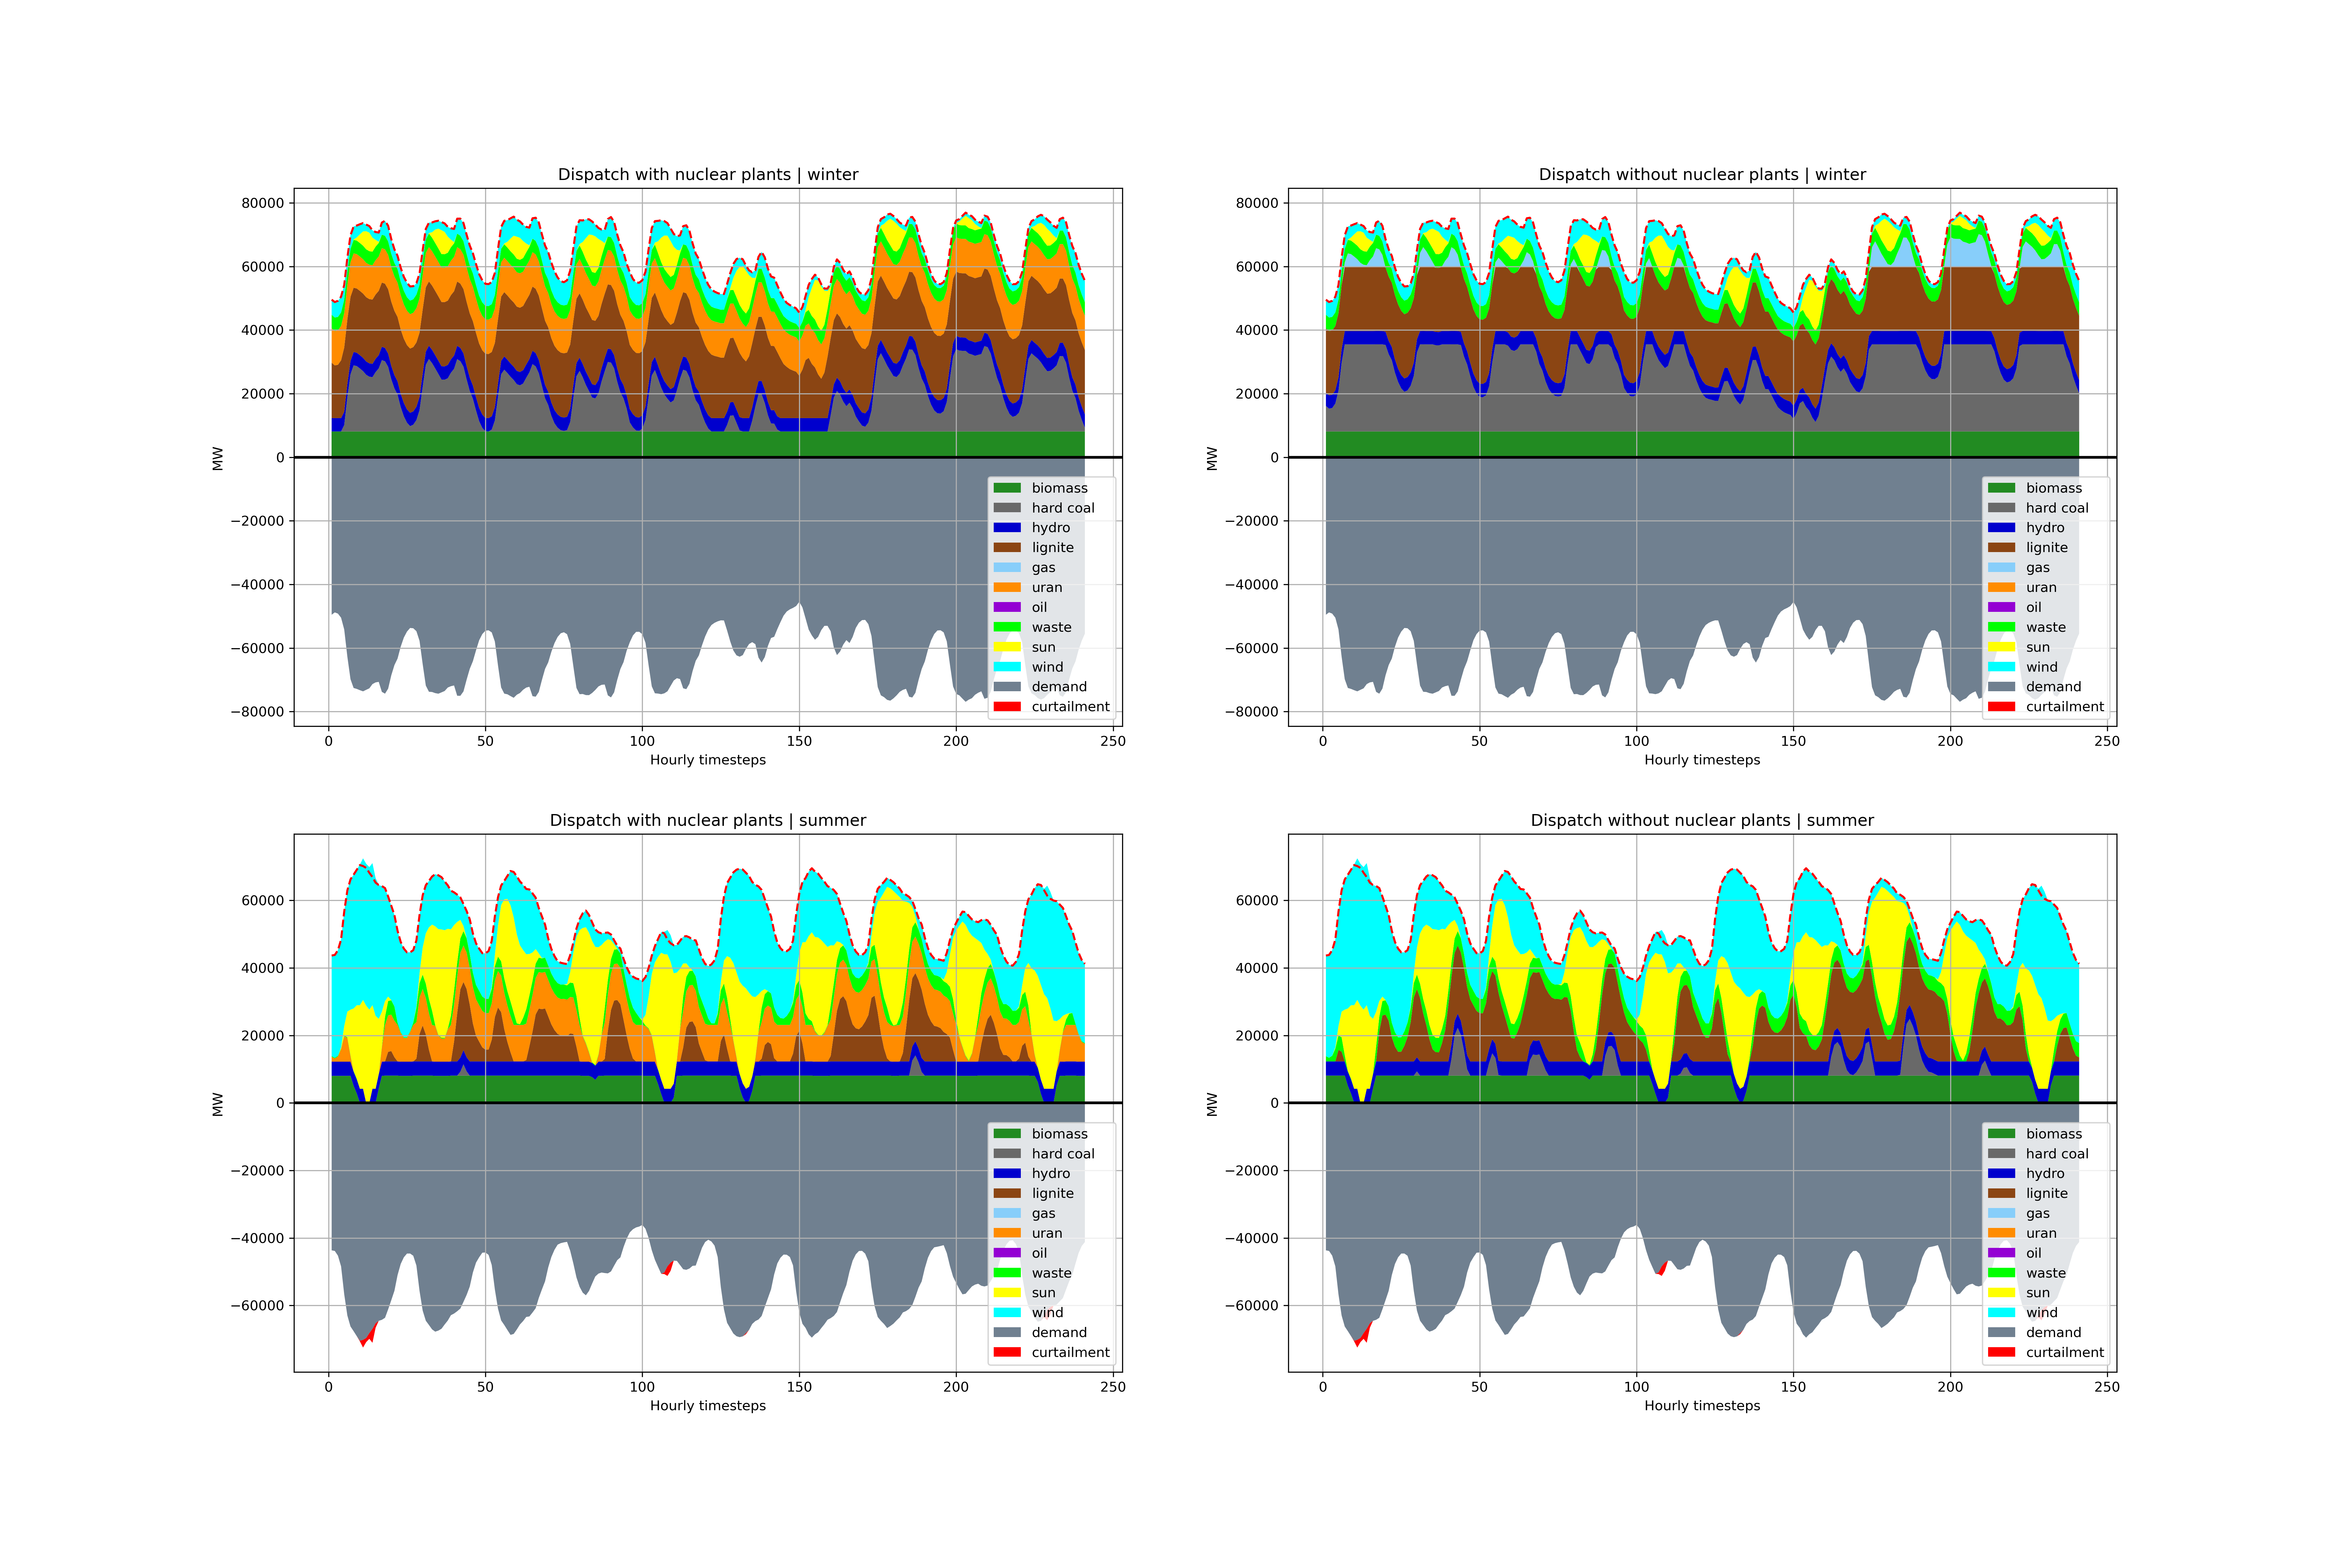 Dispatch with nuclear plants | winter
80000
60000
40000
20000
0
−20000
−40000
−60000
−80000
MW
biomass
hard coal
hydro
lignite
gas
uran
oil
waste
sun
wind
demand
curtailment
0 50 100 150 200 250
Hourly timesteps
Dispatch without nuclear plants | winter
80000
60000
40000
20000
0
−20000
−40000
−60000
−80000
MW
biomass
hard coal
hydro
lignite
gas
uran
oil
waste
sun
wind
demand
curtailment
0 50 100 150 200 250
Hourly timesteps
Dispatch with nuclear plants | summer
60000
40000
20000
0
−20000
−40000
−60000
MW
biomass
hard coal
hydro
lignite
gas
uran
oil
waste
sun
wind
demand
curtailment
0 50 100 150 200 250
Hourly timesteps
Dispatch without nuclear plants | summer
60000
40000
20000
0
−20000
−40000
−60000
MW
biomass
hard coal
hydro
lignite
gas
uran
oil
waste
sun
wind
demand
curtailment
0 50 100 150 200 250
Hourly timesteps